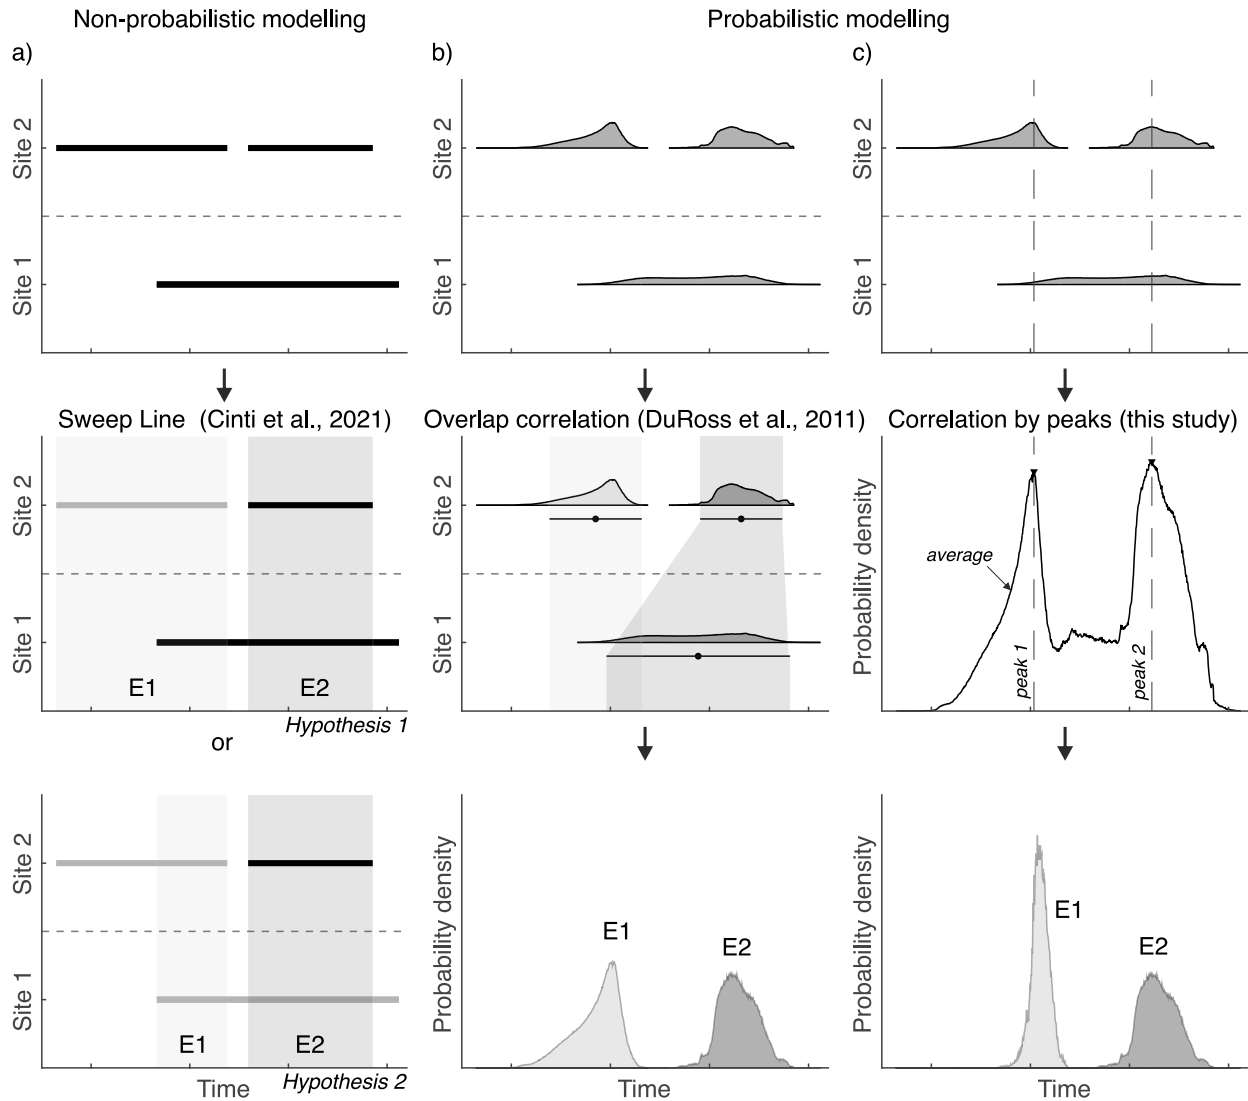 Non-probabilistic modelling
Probabilistic modelling
a)
b)
c)
Site 2
Site 1
Site 2
Site 1
Site 2
Site 1
Sweep Line (Cinti et al., 2021)
Overlap correlation (DuRoss et al., 2011)
Correlation by peaks (this study)
Site 2
Site 1
E1
E2
Hypothesis 1
or
Site 2
Site 1
Probability density
average
peak 1
peak 2
Site 2
Site 1
E1
E2
Time
Hypothesis 2
Probability density
E1
E2
Time
Probability density
E1
E2
Time